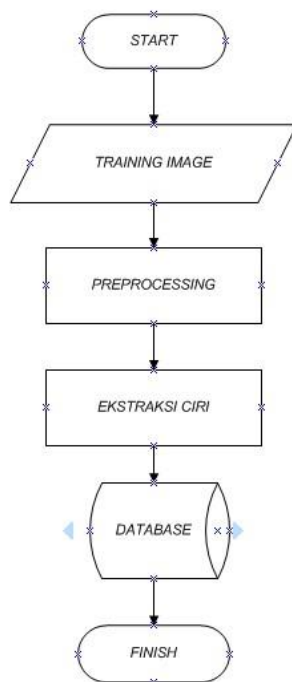 START
TRAINING IMAGE
PREPROCESSING
EKSTRAKSI CIRI
DATABASE
FINISH